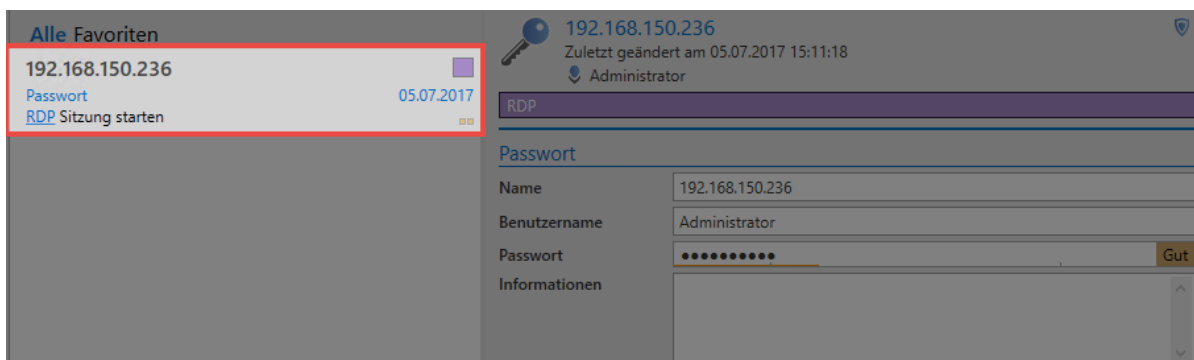 Alle Favoriten
192.168.150.236
Passwort 05.07.2017
RDP Sitzung starten
192.168.150.236
Zuletzt geändert am 05.07.2017 15:11:18
Administrator
RDP
Passwort
Name 192.168.150.236
Benutzername Administrator
Passwort ●●●●●●●●●● Gut
Informationen